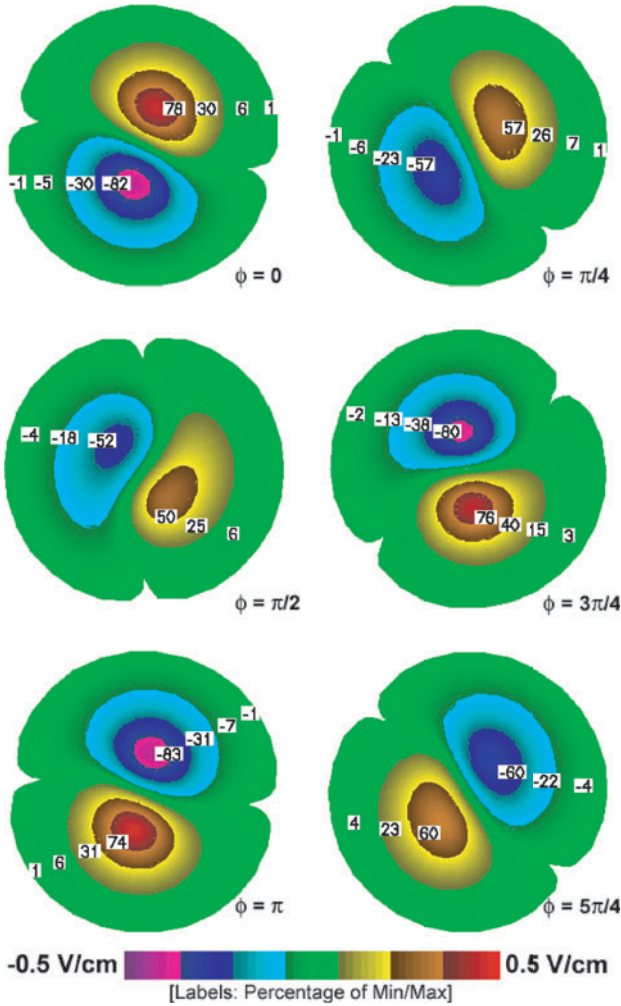 78 30 6 1
-1 -5 -30 -82
ϕ = 0
57 26 7 1
-1 -6 -23 -57
ϕ = π/4
-4 -18 -52
50 25 6
ϕ = π/2
-2 -13 -38 -80
76 40 15 3
ϕ = 3π/4
-83 -31 -7 -1
1 6 31 74
ϕ = π
-60 -22 -4
4 23 60
ϕ = 5π/4
-0.5 V/cm 0.5 V/cm
[Labels: Percentage of Min/Max]